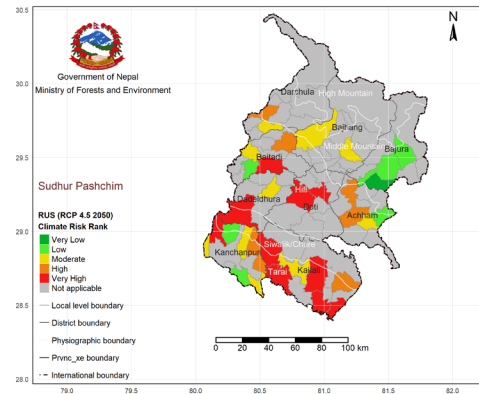 30.5
30.0
29.5
29.0
28.5
28.0
79.0
79.5
80.0
80.5
81.0
81.5
82.0
N
Government of Nepal
Ministry of Forests and Environment
Sudhur Pashchim
RUS (RCP 4.5 2050)
Climate Risk Rank
Very Low
Low
Moderate
High
Very High
Not applicable
Local level boundary
District boundary
Physiographic boundary
Prvnc_xe boundary
International boundary
Darchula
High Mountain
Bajhang
Middle Mountain
Bajura
Baitadi
Hill
Dadeldhura
Doti
Achham
Siwalik/Chure
Kanchanpur
Tarai
Kailali
0 20 40 60 80 100 km